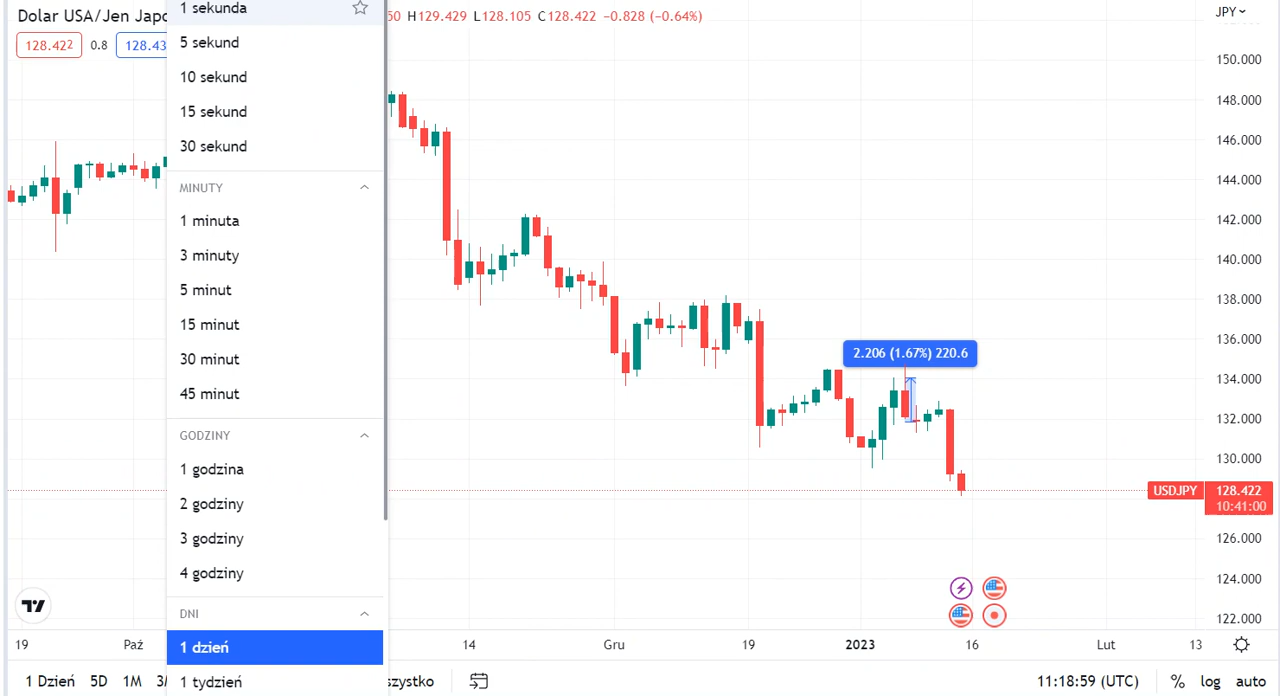 Dolar USA/Jen Japo
50 H129.429 L128.105 C128.422 −0.828 (−0.64%)
JPY
128.422 0.8 128.43
1 sekunda
5 sekund
10 sekund
15 sekund
30 sekund
MINUTY
1 minuta
3 minuty
5 minut
15 minut
30 minut
45 minut
GODZINY
1 godzina
2 godziny
3 godziny
4 godziny
DNI
1 dzień
1 tydzień
2.206 (1.67%) 220.6
150.000
148.000
146.000
144.000
142.000
140.000
138.000
136.000
134.000
132.000
130.000
USDJPY 128.422
10:41:00
126.000
124.000
122.000
19 Paź 14 Gru 19 2023 16 Lut 13
1 Dzień 5D 1M 3M szystko 11:18:59 (UTC) % log auto